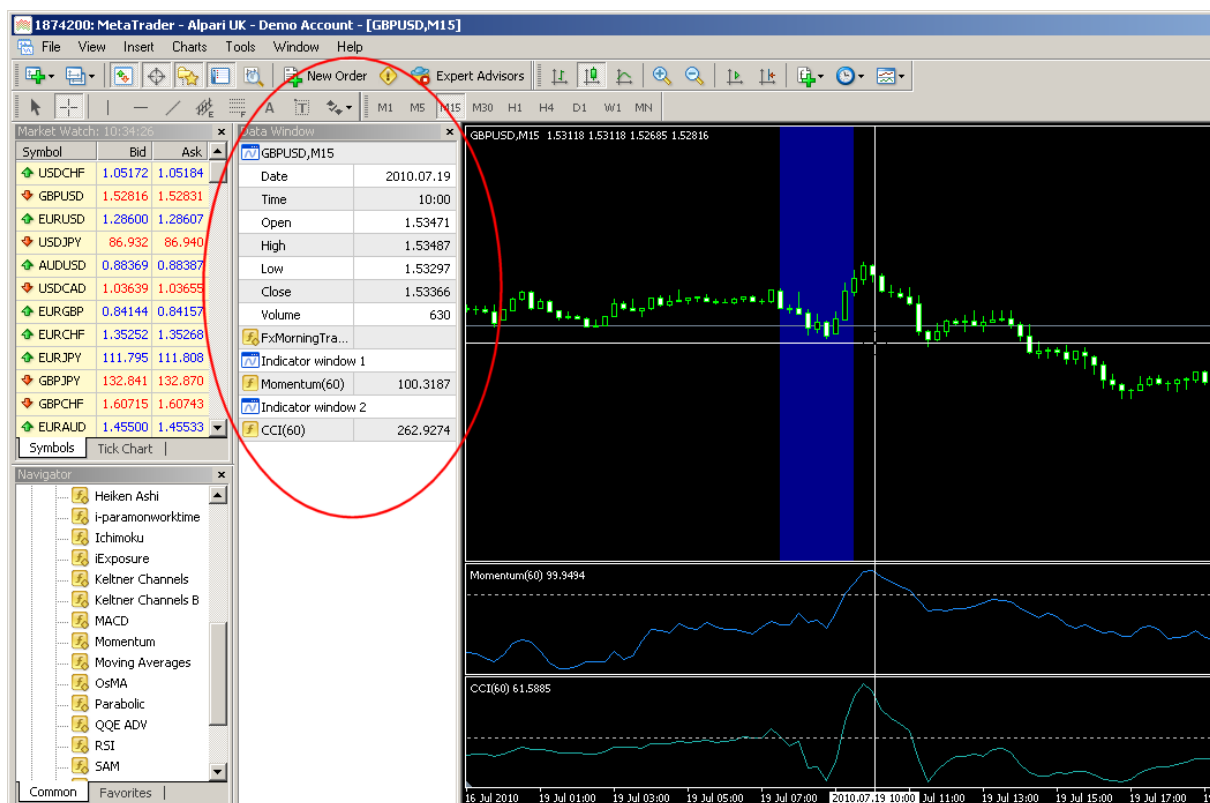 1874200: MetaTrader - Alpari UK - Demo Account - [GBPUSD,M15]
File View Insert Charts Tools Window Help
New Order Expert Advisors
A T M1 M5 M15 M30 H1 H4 D1 W1 MN
Market Watch: 10:34:26
Symbol Bid Ask
USDCHF 1.05172 1.05184
GBPUSD 1.52816 1.52831
EURUSD 1.28600 1.28607
USDJPY 86.932 86.940
AUDUSD 0.88369 0.88387
USDCAD 1.03639 1.03655
EURGBP 0.84144 0.84157
EURCHF 1.35252 1.35268
EURJPY 111.795 111.808
GBPJPY 132.841 132.870
GBPCHF 1.60715 1.60743
EURAUD 1.45500 1.45533
Symbols Tick Chart
Navigator
Heiken Ashi
i-paramonworktime
Ichimoku
iExposure
Keltner Channels
Keltner Channels B
MACD
Momentum
Moving Averages
OsMA
Parabolic
QQE ADV
RSI
SAM
Common Favorites
Data Window
GBPUSD,M15
Date 2010.07.19
Time 10:00
Open 1.53471
High 1.53487
Low 1.53297
Close 1.53366
Volume 630
FxMorningTra...
Indicator window 1
Momentum(60) 100.3187
Indicator window 2
CCI(60) 262.9274
GBPUSD,M15 1.53118 1.53118 1.52685 1.52816
Momentum(60) 99.9494
CCI(60) 61.5885
16 Jul 2010 19 Jul 01:00 19 Jul 03:00 19 Jul 05:00 19 Jul 07:00 2010.07.19 10:00 Jul 11:00 19 Jul 13:00 19 Jul 15:00 19 Jul 17:00